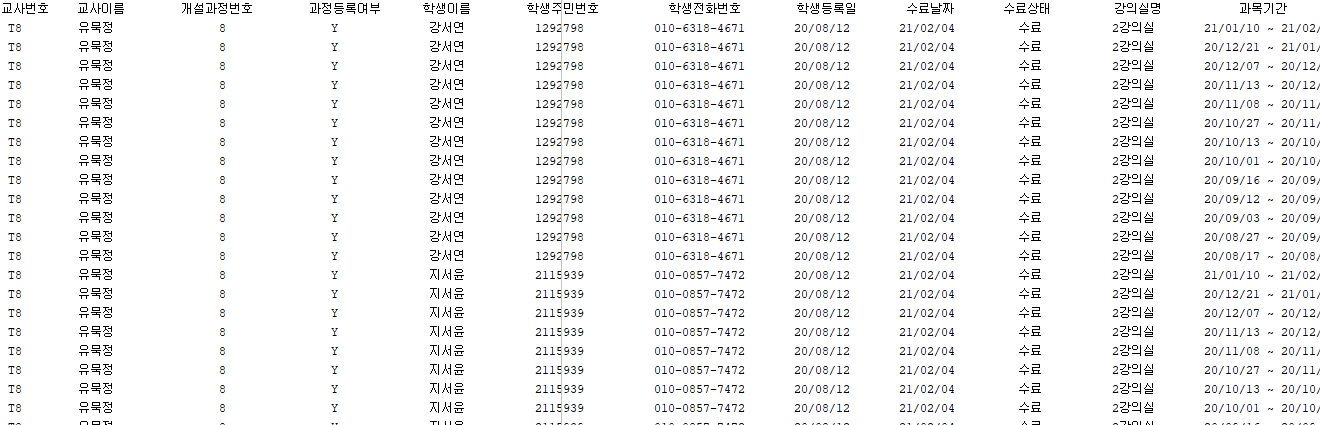 교사번호 교사이름 개설과정번호 과정등록여부 학생이름 학생주민번호 학생전화번호 학생등록일 수료날짜 수료상태 강의실명 과목기간
T8 유묵정 8 Y 강서연 1292798 010-6318-4671 20/08/12 21/02/04 수료 2강의실 21/01/10 ~ 21/02/
T8 유묵정 8 Y 강서연 1292798 010-6318-4671 20/08/12 21/02/04 수료 2강의실 20/12/21 ~ 21/01/
T8 유묵정 8 Y 강서연 1292798 010-6318-4671 20/08/12 21/02/04 수료 2강의실 20/12/07 ~ 20/12/
T8 유묵정 8 Y 강서연 1292798 010-6318-4671 20/08/12 21/02/04 수료 2강의실 20/11/13 ~ 20/12/
T8 유묵정 8 Y 강서연 1292798 010-6318-4671 20/08/12 21/02/04 수료 2강의실 20/11/08 ~ 20/11/
T8 유묵정 8 Y 강서연 1292798 010-6318-4671 20/08/12 21/02/04 수료 2강의실 20/10/27 ~ 20/11/
T8 유묵정 8 Y 강서연 1292798 010-6318-4671 20/08/12 21/02/04 수료 2강의실 20/10/13 ~ 20/10/
T8 유묵정 8 Y 강서연 1292798 010-6318-4671 20/08/12 21/02/04 수료 2강의실 20/10/01 ~ 20/10/
T8 유묵정 8 Y 강서연 1292798 010-6318-4671 20/08/12 21/02/04 수료 2강의실 20/09/16 ~ 20/09/
T8 유묵정 8 Y 강서연 1292798 010-6318-4671 20/08/12 21/02/04 수료 2강의실 20/09/12 ~ 20/09/
T8 유묵정 8 Y 강서연 1292798 010-6318-4671 20/08/12 21/02/04 수료 2강의실 20/09/03 ~ 20/09/
T8 유묵정 8 Y 강서연 1292798 010-6318-4671 20/08/12 21/02/04 수료 2강의실 20/08/27 ~ 20/09/
T8 유묵정 8 Y 강서연 1292798 010-6318-4671 20/08/12 21/02/04 수료 2강의실 20/08/17 ~ 20/08/
T8 유묵정 8 Y 지서윤 2115939 010-0857-7472 20/08/12 21/02/04 수료 2강의실 21/01/10 ~ 21/02/
T8 유묵정 8 Y 지서윤 2115939 010-0857-7472 20/08/12 21/02/04 수료 2강의실 20/12/21 ~ 21/01/
T8 유묵정 8 Y 지서윤 2115939 010-0857-7472 20/08/12 21/02/04 수료 2강의실 20/12/07 ~ 20/12/
T8 유묵정 8 Y 지서윤 2115939 010-0857-7472 20/08/12 21/02/04 수료 2강의실 20/11/13 ~ 20/12/
T8 유묵정 8 Y 지서윤 2115939 010-0857-7472 20/08/12 21/02/04 수료 2강의실 20/11/08 ~ 20/11/
T8 유묵정 8 Y 지서윤 2115939 010-0857-7472 20/08/12 21/02/04 수료 2강의실 20/10/27 ~ 20/11/
T8 유묵정 8 Y 지서윤 2115939 010-0857-7472 20/08/12 21/02/04 수료 2강의실 20/10/13 ~ 20/10/
T8 유묵정 8 Y 지서윤 2115939 010-0857-7472 20/08/12 21/02/04 수료 2강의실 20/10/01 ~ 20/10/